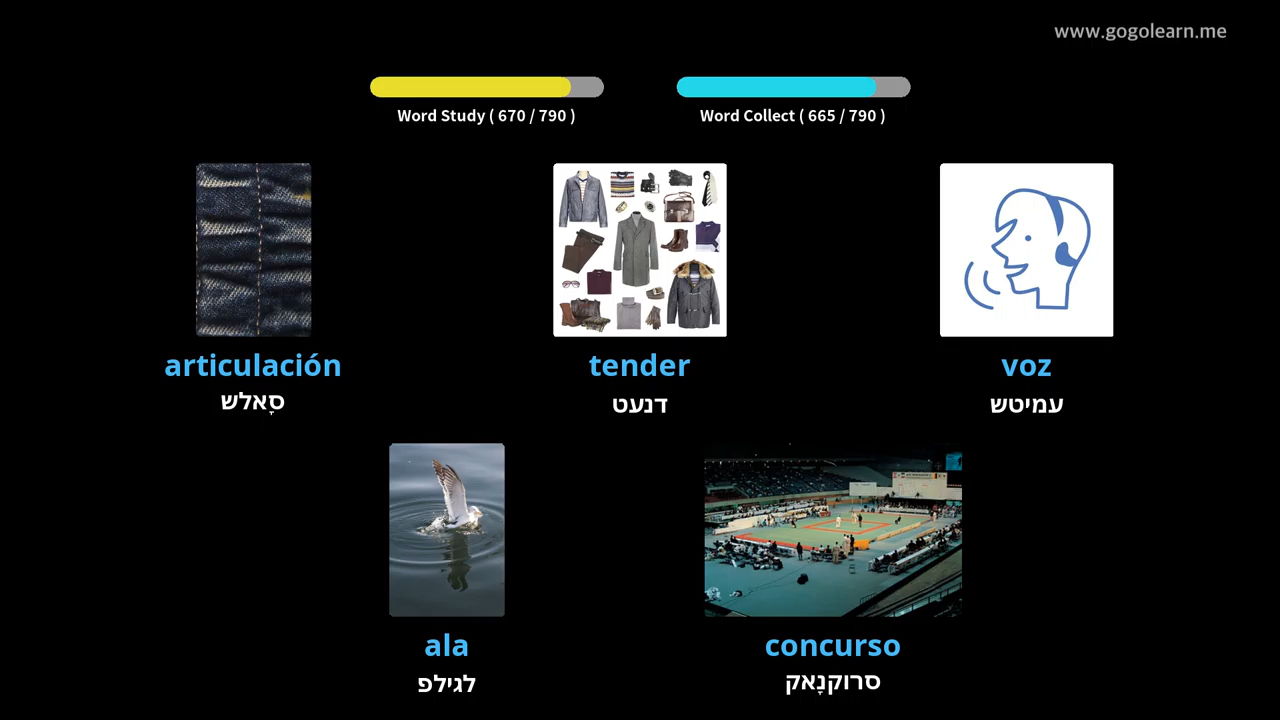 www.gogolearn.me
Word Study ( 670 / 790 )
Word Collect ( 665 / 790 )
articulación
סָאלש
tender
דנעט
voz
עמיטש
ala
לגילפ
concurso
סרוקנָאק